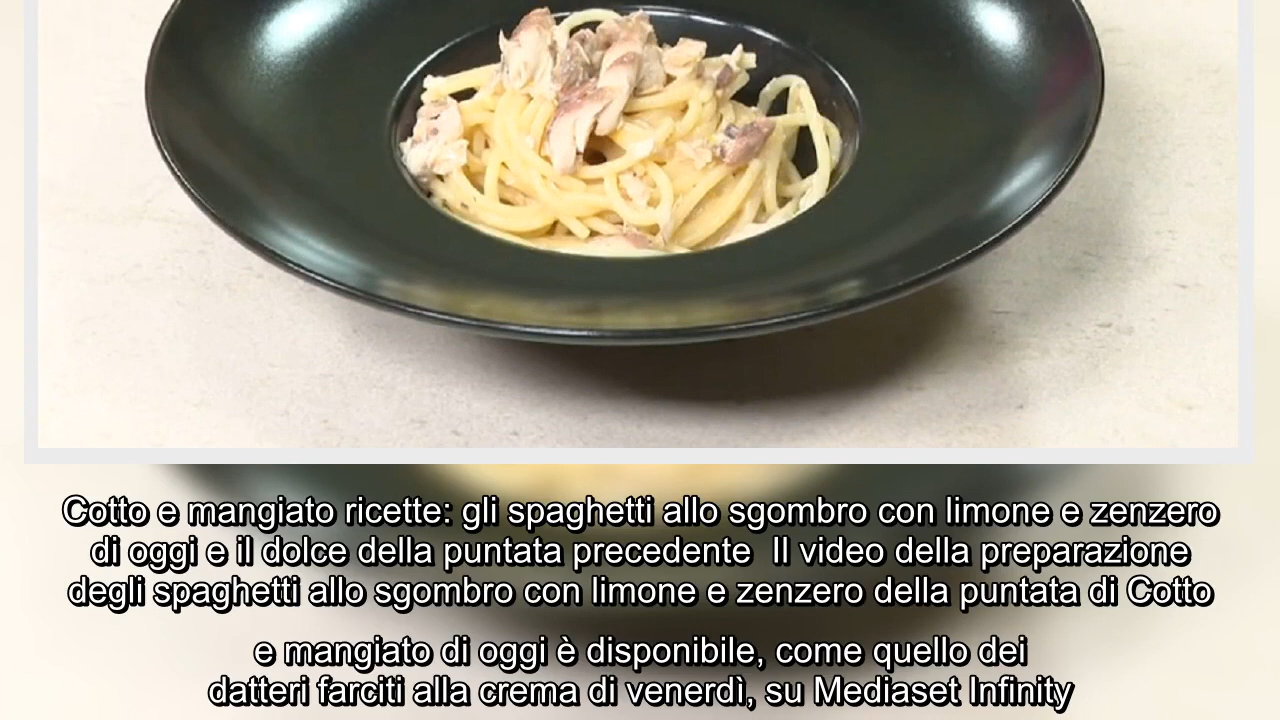 Cotto e mangiato ricette: gli spaghetti allo sgombro con limone e zenzero
di oggi e il dolce della puntata precedente  Il video della preparazione
degli spaghetti allo sgombro con limone e zenzero della puntata di Cotto
e mangiato di oggi è disponibile, come quello dei
datteri farciti alla crema di venerdì, su Mediaset Infinity